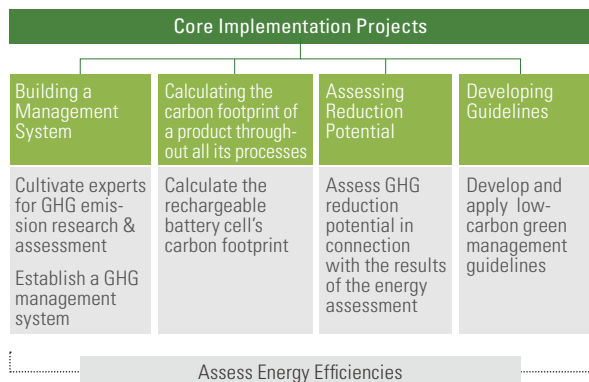 Core Implementation Projects
Building a
Management
System
Cultivate experts
for GHG emis-
sion research &
assessment
Establish a GHG
management
system
Calculating the
carbon footprint of
a product through-
out all its processes
Calculate the
rechargeable
battery cell's
carbon footprint
Assessing
Reduction
Potential
Assess GHG
reduction
potential in
connection
with the results
of the energy
assessment
Developing
Guidelines
Develop and
apply low-
carbon green
management
guidelines
Assess Energy Efficiencies